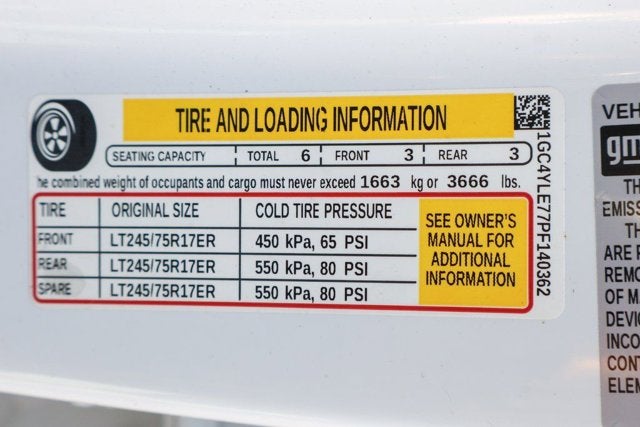 TIRE AND LOADING INFORMATION
SEATING CAPACITY TOTAL 6 FRONT 3 REAR 3
he combined weight of occupants and cargo must never exceed 1663 kg or 3666 lbs.
TIRE ORIGINAL SIZE COLD TIRE PRESSURE
FRONT LT245/75R17ER 450 kPa, 65 PSI
REAR LT245/75R17ER 550 kPa, 80 PSI
SPARE LT245/75R17ER 550 kPa, 80 PSI
SEE OWNER'S
MANUAL FOR
ADDITIONAL
INFORMATION
1GC4YLE77PF140362
VEH
gm
TH
EMISS
TH
ARE P
REMO
OF M
DEVIC
INCO
CONT
ELEM